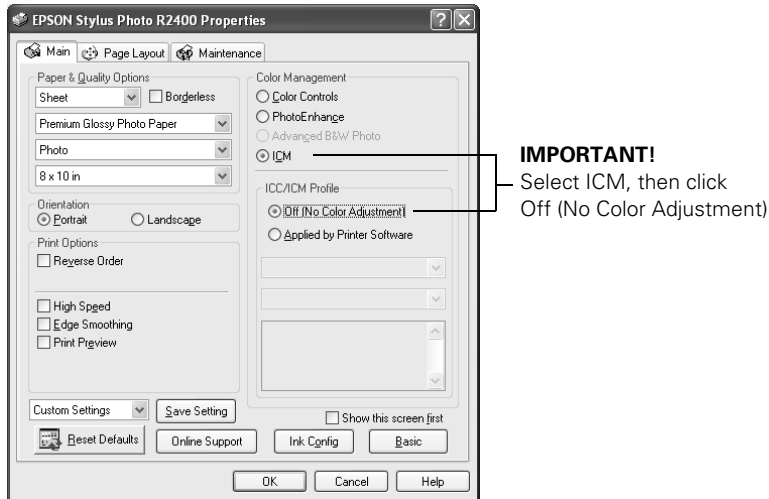 EPSON Stylus Photo R2400 Properties
Main
Page Layout
Maintenance
Paper & Quality Options
Sheet
Borderless
Premium Glossy Photo Paper
Photo
8 x 10 in
Orientation
Portrait
Landscape
Print Options
Reverse Order
High Speed
Edge Smoothing
Print Preview
Custom Settings
Save Setting
Reset Defaults
Online Support
Color Management
Color Controls
PhotoEnhance
Advanced B&W Photo
ICM
ICC/ICM Profile
Off (No Color Adjustment)
Applied by Printer Software
Show this screen first
Ink Config
Basic
OK
Cancel
Help
IMPORTANT!
Select ICM, then click
Off (No Color Adjustment)